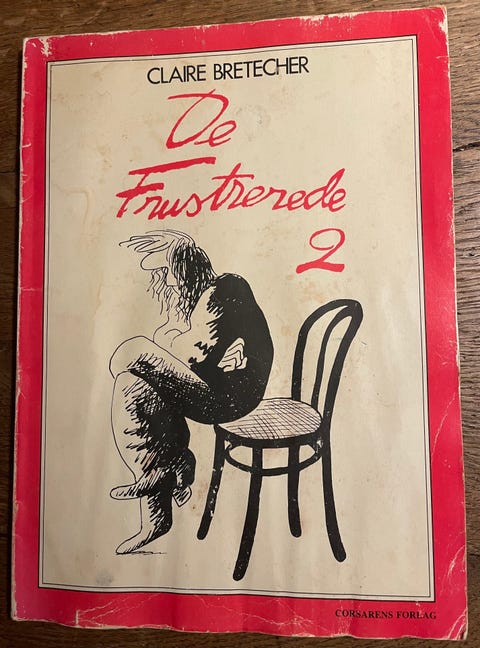 CLAIRE BRETECHER
De
Frustrerede
2
CORSARENS FORLAG